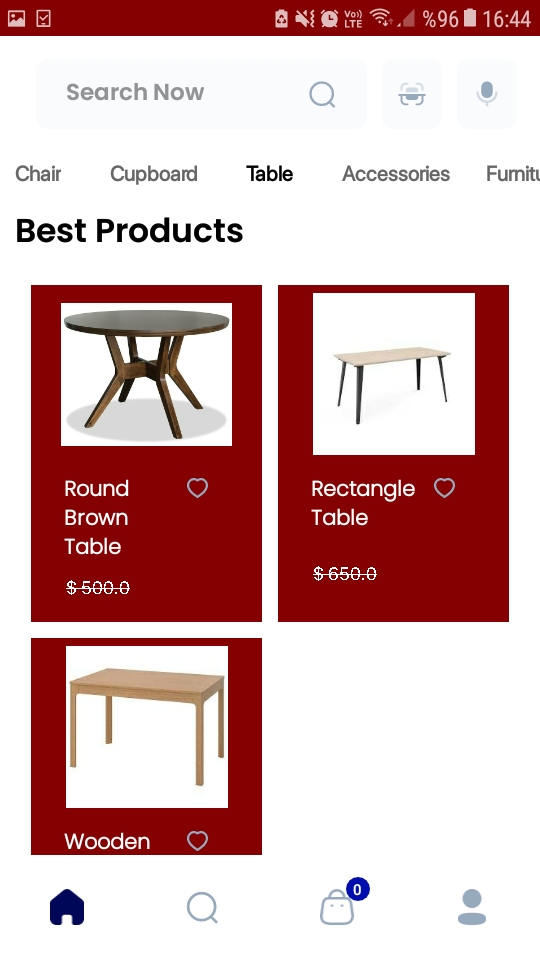 Vo)) LTE %96 16:44
Search Now
Chair Cupboard Table Accessories Furnitu
Best Products
Round
Brown
Table
$ 500.0
Rectangle
Table
$ 650.0
Wooden
0